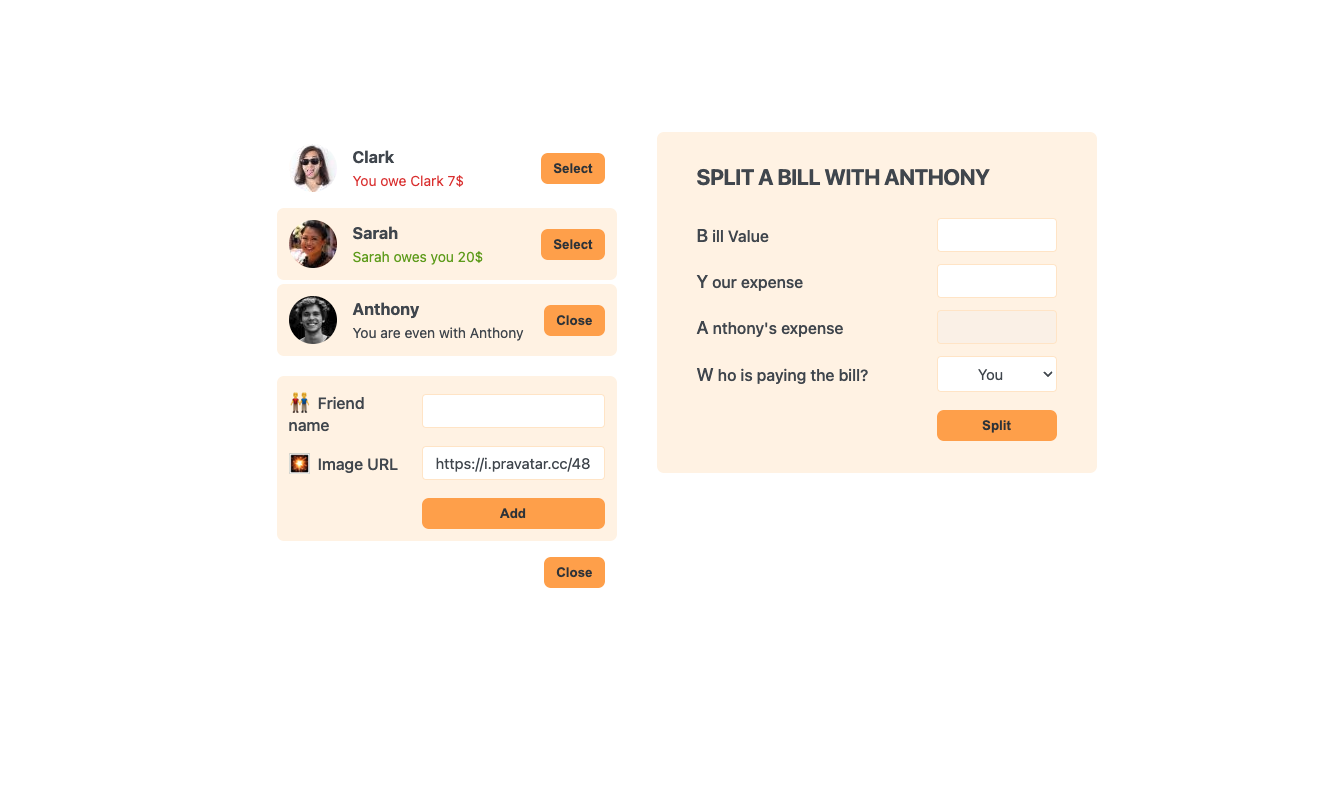 Clark
You owe Clark 7$
Select
Sarah
Sarah owes you 20$
Select
Anthony
You are even with Anthony
Close
Friend
name
Image URL
https://i.pravatar.cc/48
Add
Close
SPLIT A BILL WITH ANTHONY
B ill Value
Y our expense
A nthony's expense
W ho is paying the bill?
You
Split